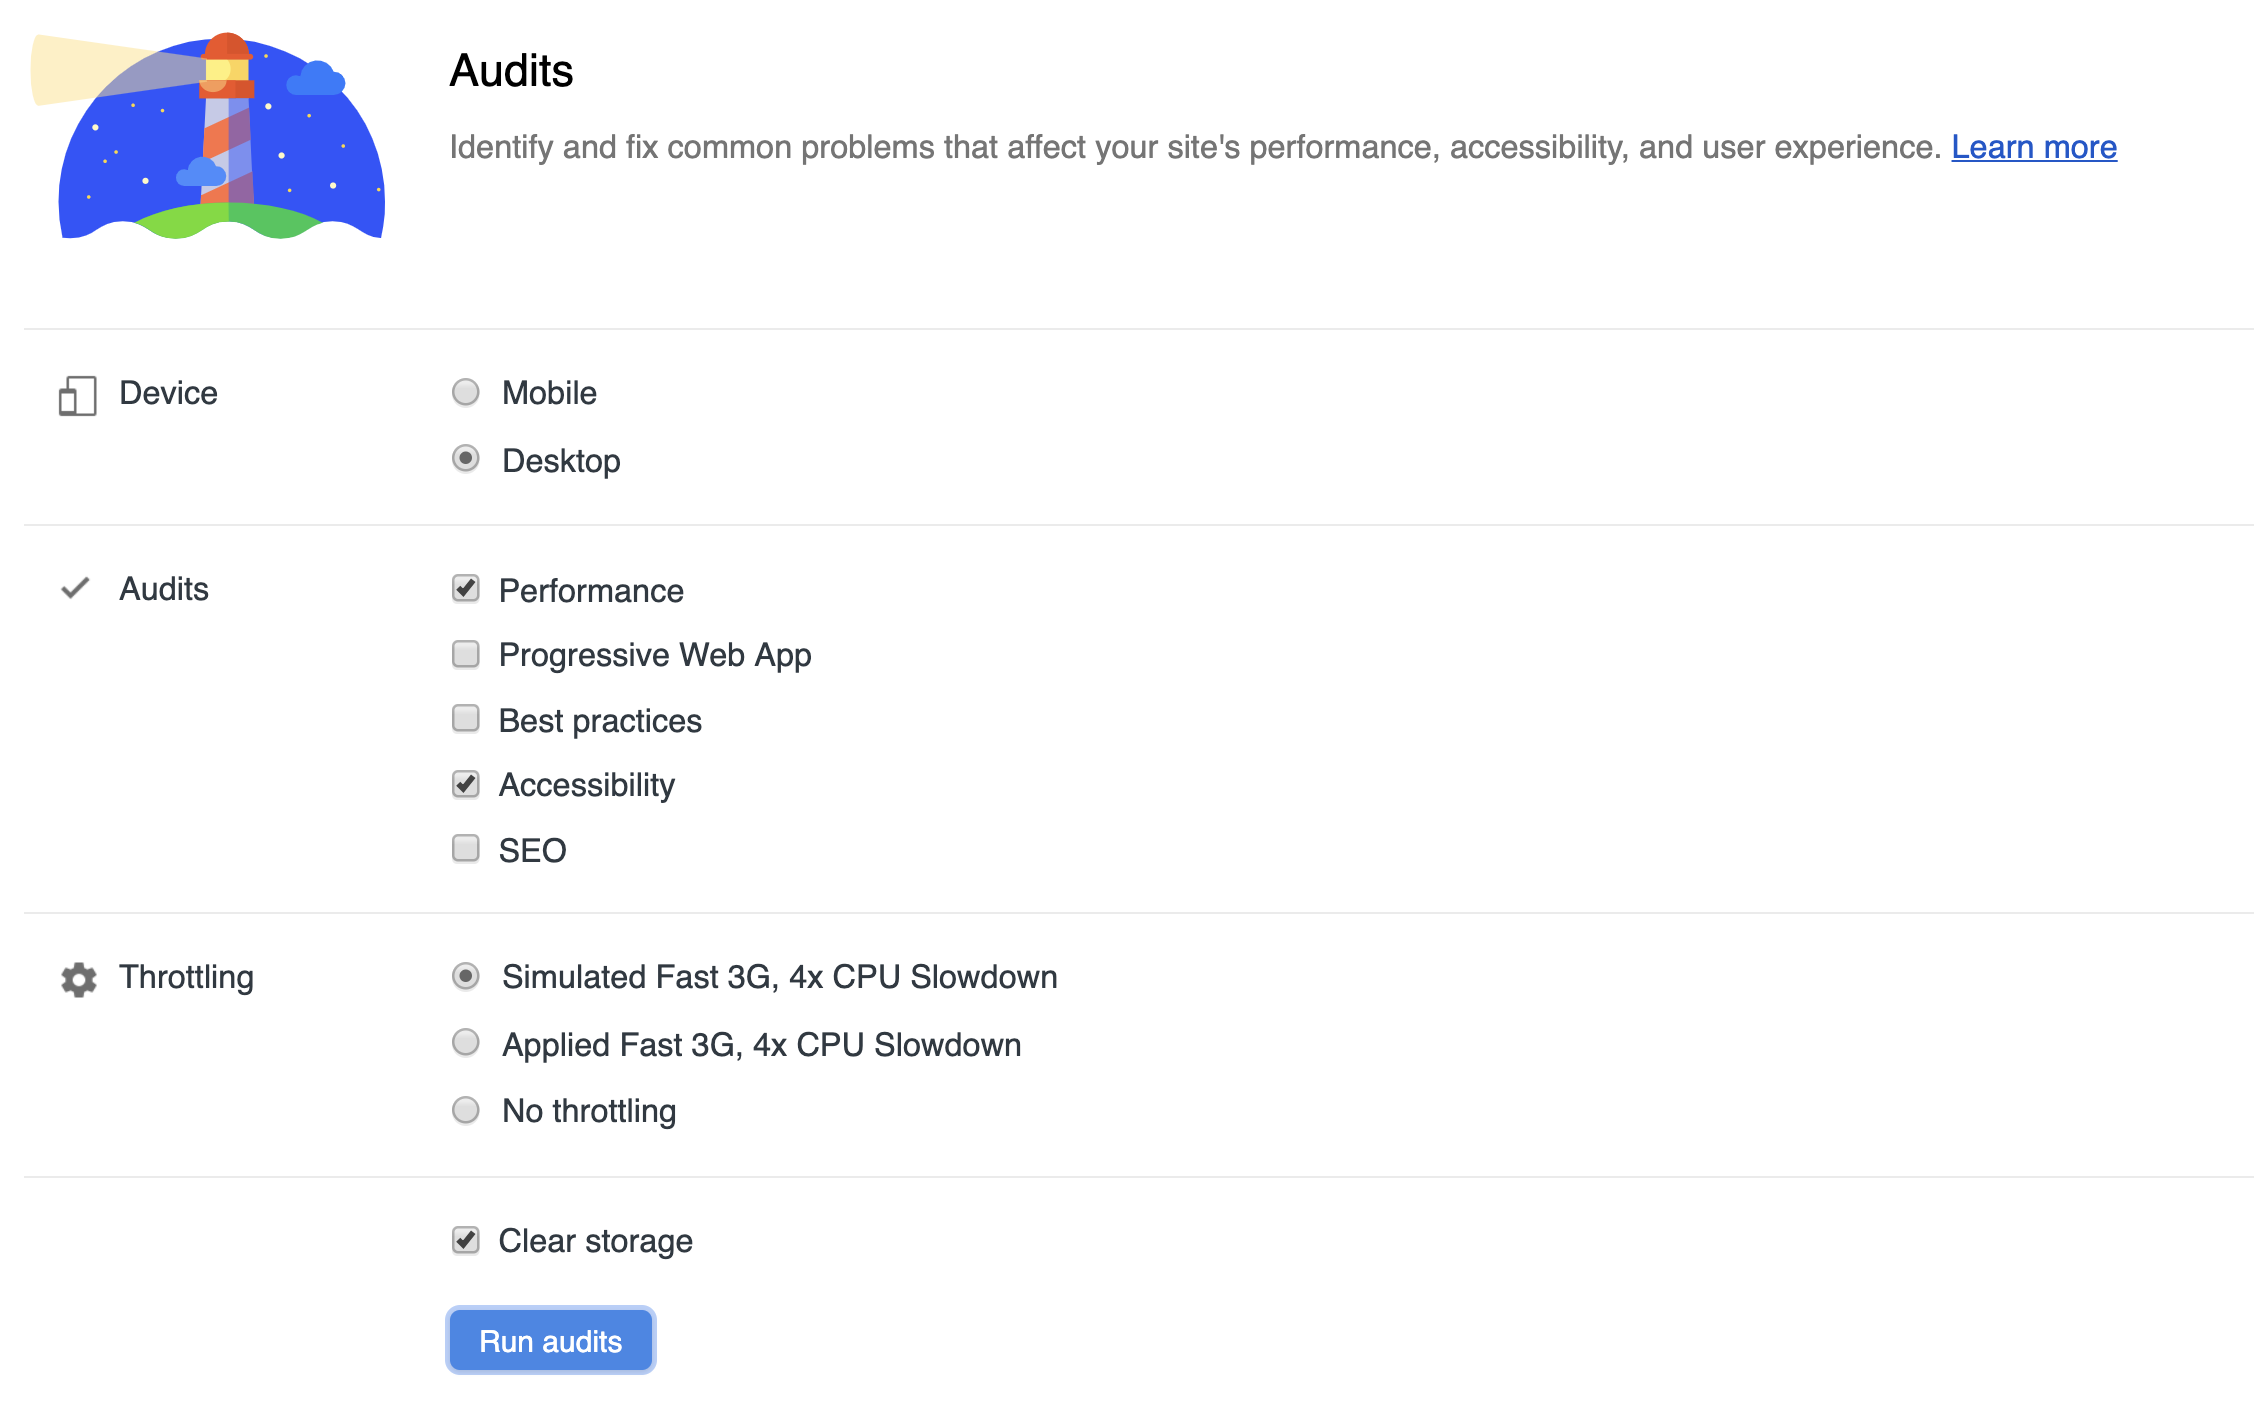 Audits
Identify and fix common problems that affect your site's performance, accessibility, and user experience. Learn more
Device
Mobile
Desktop
Audits
Performance
Progressive Web App
Best practices
Accessibility
SEO
Throttling
Simulated Fast 3G, 4x CPU Slowdown
Applied Fast 3G, 4x CPU Slowdown
No throttling
Clear storage
Run audits